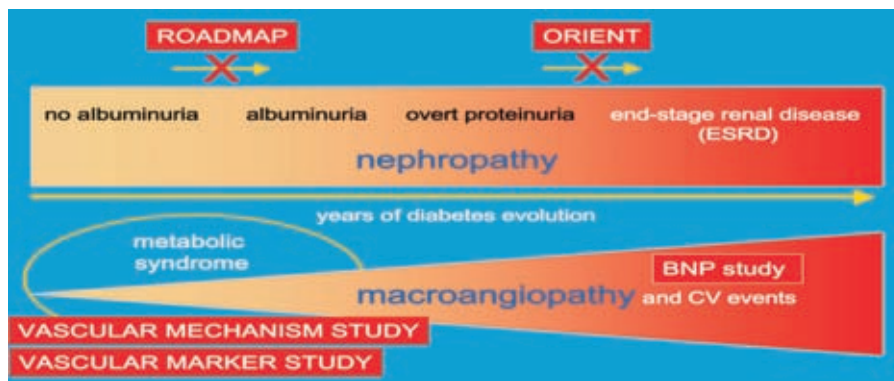 ROADMAP
ORIENT
no albuminuria albuminuria overt proteinuria end-stage renal disease
(ESRD)
nephropathy
years of diabetes evolution
metabolic
syndrome
BNP study
macroangiopathy and CV events
VASCULAR MECHANISM STUDY
VASCULAR MARKER STUDY